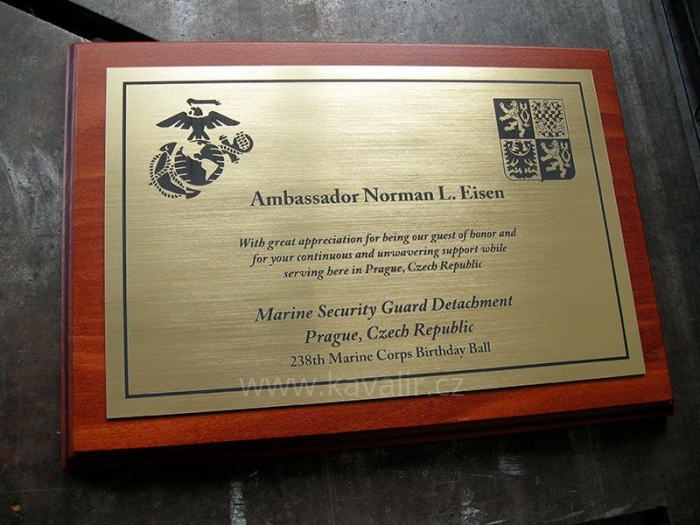 Ambassador Norman L. Eisen
With great appreciation for being our guest of honor and
for your continuous and unwavering support while
serving here in Prague, Czech Republic
Marine Security Guard Detachment
Prague, Czech Republic
238th Marine Corps Birthday Ball
www.kavalir.cz